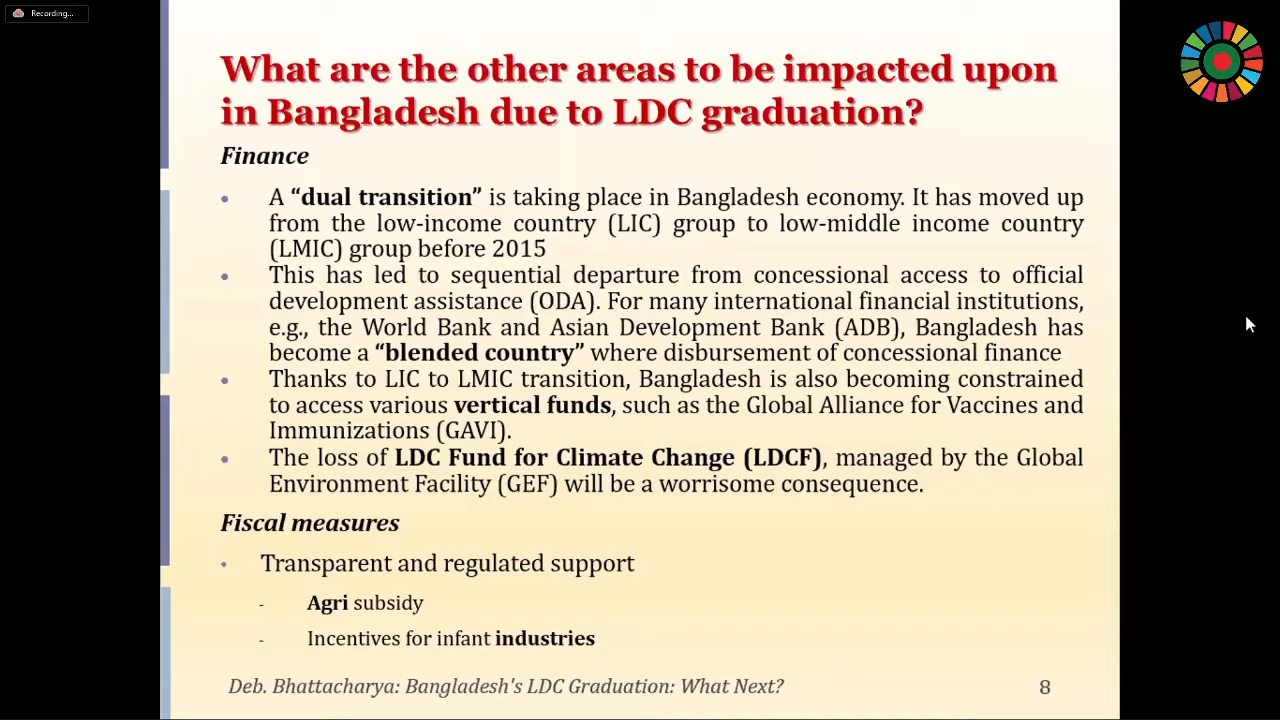 Recording...
What are the other areas to be impacted upon
in Bangladesh due to LDC graduation?
Finance
• A “dual transition” is taking place in Bangladesh economy. It has moved up
from the low-income country (LIC) group to low-middle income country
(LMIC) group before 2015
• This has led to sequential departure from concessional access to official
development assistance (ODA). For many international financial institutions,
e.g., the World Bank and Asian Development Bank (ADB), Bangladesh has
become a “blended country” where disbursement of concessional finance
• Thanks to LIC to LMIC transition, Bangladesh is also becoming constrained
to access various vertical funds, such as the Global Alliance for Vaccines and
Immunizations (GAVI).
• The loss of LDC Fund for Climate Change (LDCF), managed by the Global
Environment Facility (GEF) will be a worrisome consequence.
Fiscal measures
• Transparent and regulated support
- Agri subsidy
- Incentives for infant industries
Deb. Bhattacharya: Bangladesh's LDC Graduation: What Next?
8